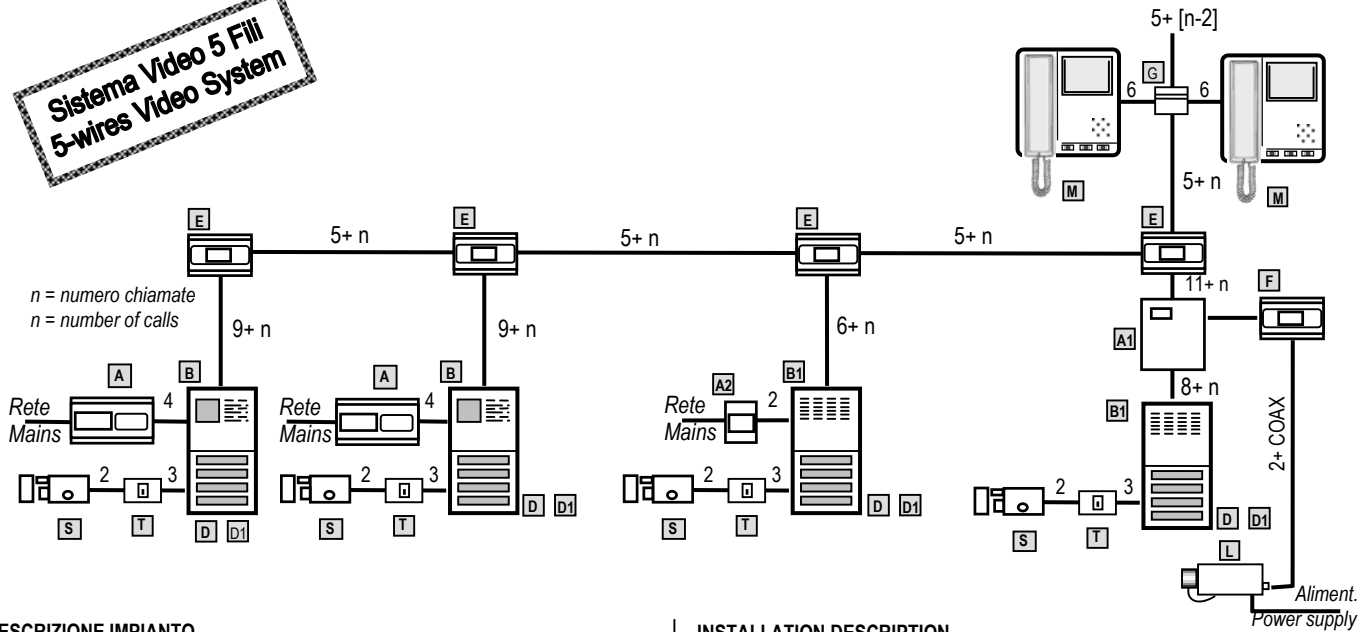 Sistema Video 5 Fili
5-wires Video System
5+ [n-2]
G
6
6
M
M
5+ n
E
E
E
E
5+ n
5+ n
5+ n
n = numero chiamate
n = number of calls
9+ n
9+ n
6+ n
11+ n
F
A1
8+ n
2+ COAX
A
B
4
Rete
Mains
2
3
S
T
D
D1
A
B
4
Rete
Mains
2
3
S
T
D
D1
A2
B1
2
Rete
Mains
2
3
S
T
D
D1
B1
2
3
S
T
D
D1
L
Aliment.
Power supply